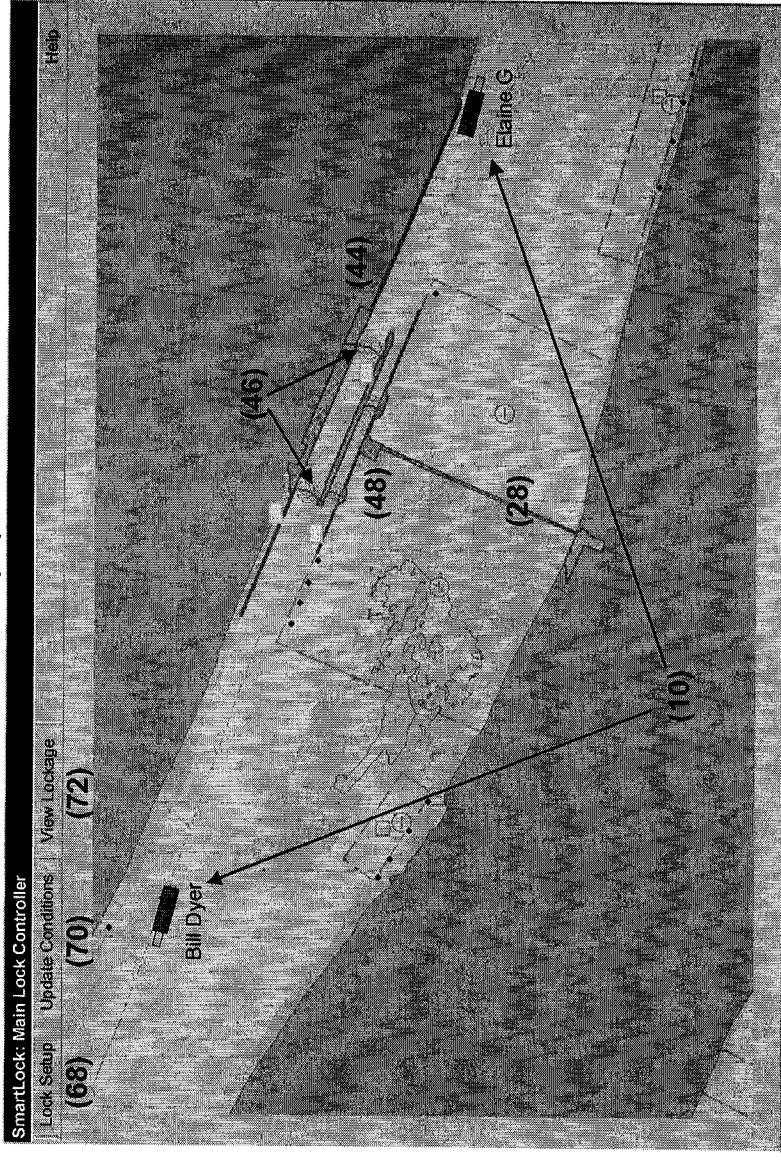 SmartLock: Main Lock Controller
Lock Setup Update Conditions View Lockage Help
(68) (70) (72)
(46)
(44)
(48)
(28)
(10)
Bill Dyer
Elaine G